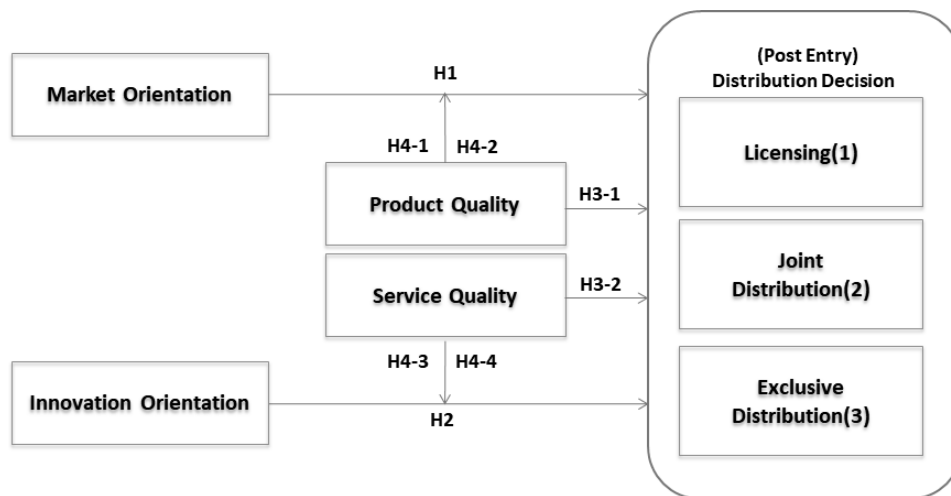 (Post Entry)
Distribution Decision
H1
Market Orientation
Licensing(1)
H4-1
H4-2
Product Quality
H3-1
Joint
Distribution(2)
Service Quality
H3-2
H4-3
H4-4
Innovation Orientation
H2
Exclusive
Distribution(3)